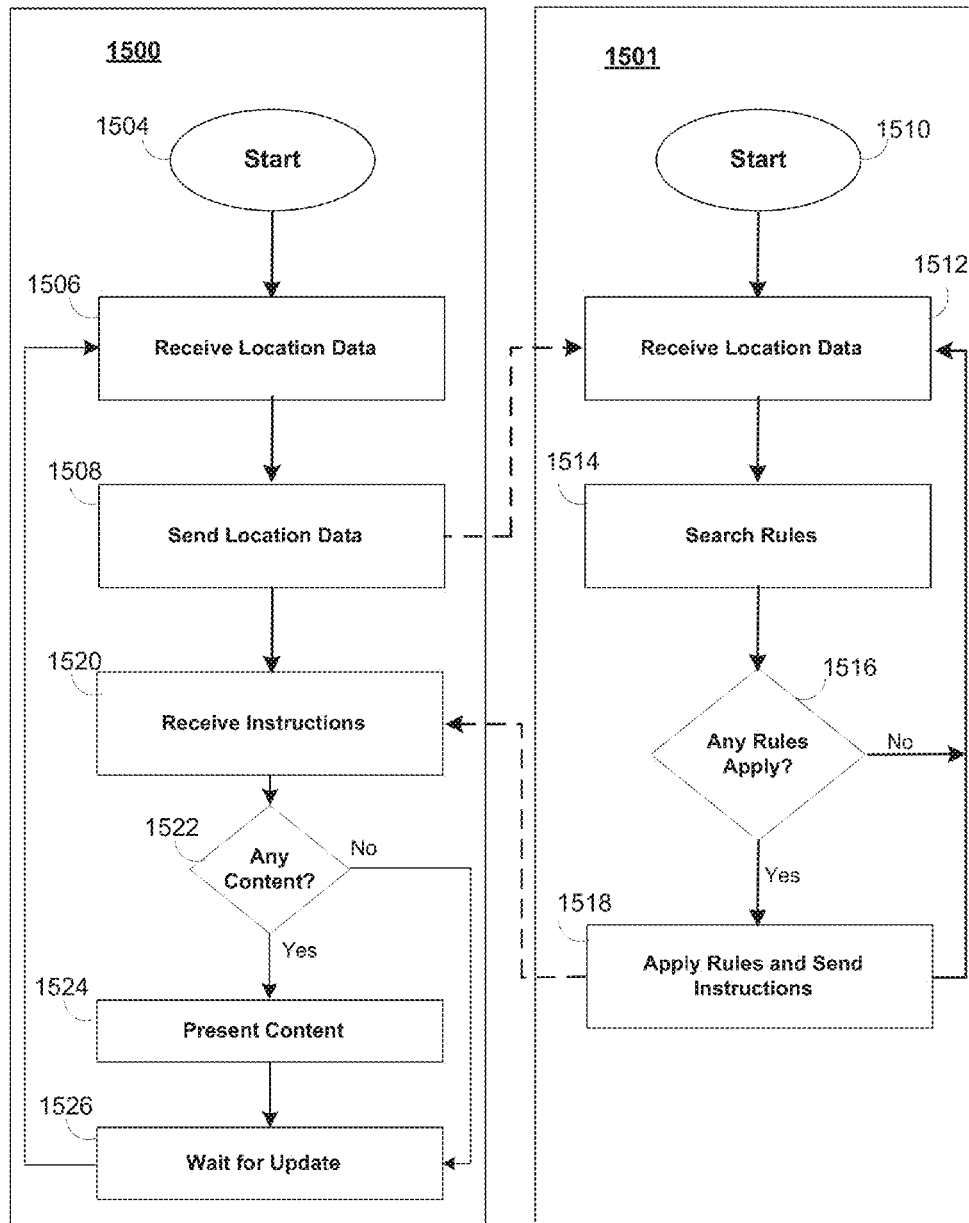 1500
1504
Start
1506
Receive Location Data
1508
Send Location Data
1520
Receive Instructions
1522
Any
Content?
No
Yes
1524
Present Content
1526
Wait for Update
1501
1510
Start
1512
Receive Location Data
1514
Search Rules
1516
Any Rules
Apply?
No
Yes
1518
Apply Rules and Send
Instructions